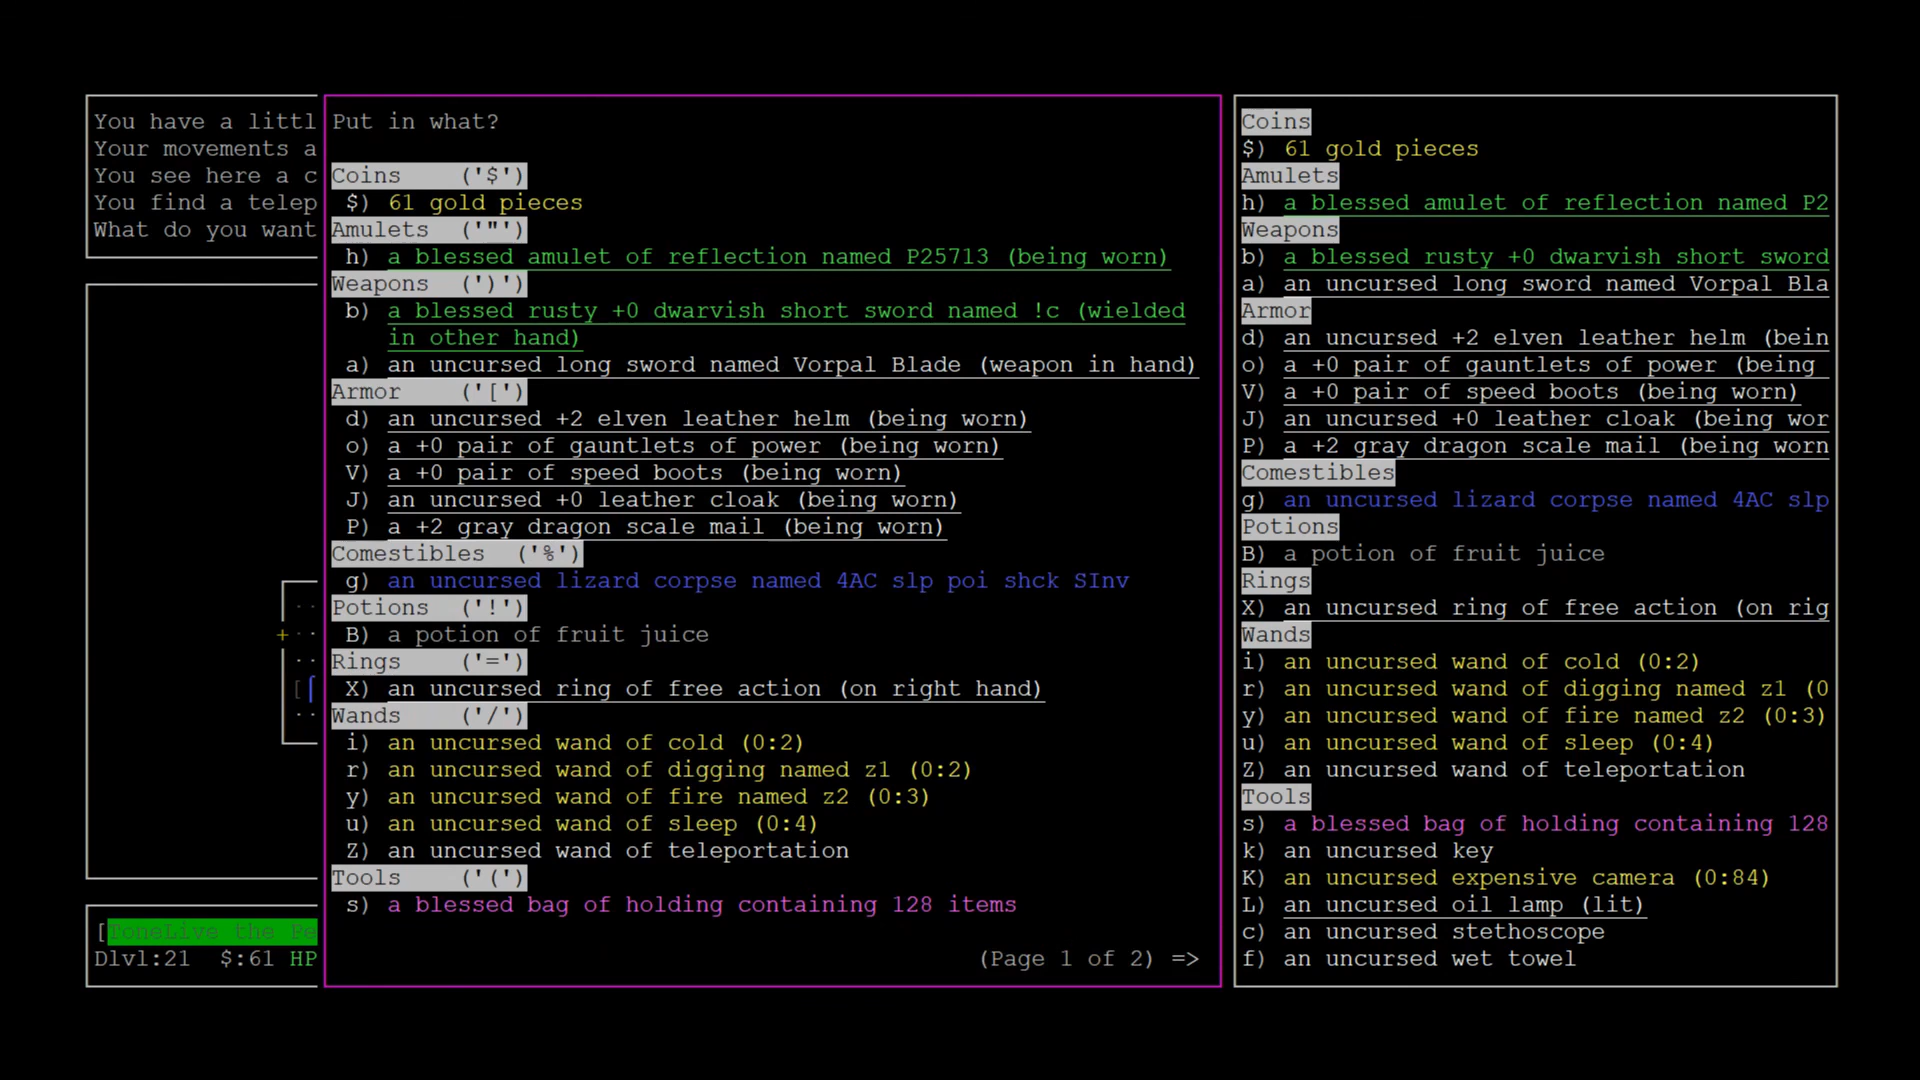 You have a littl
Your movements a
You see here a c
You find a telep
What do you want
[ToneLive the Pe
Dlvl:21 $:61 HP
Put in what?
Coins ('$')
$) 61 gold pieces
Amulets ('"')
h) a blessed amulet of reflection named P25713 (being worn)
Weapons (')')
b) a blessed rusty +0 dwarvish short sword named !c (wielded
in other hand)
a) an uncursed long sword named Vorpal Blade (weapon in hand)
Armor ('[')
d) an uncursed +2 elven leather helm (being worn)
o) a +0 pair of gauntlets of power (being worn)
V) a +0 pair of speed boots (being worn)
J) an uncursed +0 leather cloak (being worn)
P) a +2 gray dragon scale mail (being worn)
Comestibles ('%')
g) an uncursed lizard corpse named 4AC slp poi shck SInv
Potions ('!')
B) a potion of fruit juice
Rings ('=')
X) an uncursed ring of free action (on right hand)
Wands ('/')
i) an uncursed wand of cold (0:2)
r) an uncursed wand of digging named z1 (0:2)
y) an uncursed wand of fire named z2 (0:3)
u) an uncursed wand of sleep (0:4)
Z) an uncursed wand of teleportation
Tools ('(')
s) a blessed bag of holding containing 128 items
(Page 1 of 2) =>
Coins
$) 61 gold pieces
Amulets
h) a blessed amulet of reflection named P2
Weapons
b) a blessed rusty +0 dwarvish short sword
a) an uncursed long sword named Vorpal Bla
Armor
d) an uncursed +2 elven leather helm (bein
o) a +0 pair of gauntlets of power (being
V) a +0 pair of speed boots (being worn)
J) an uncursed +0 leather cloak (being wor
P) a +2 gray dragon scale mail (being worn
Comestibles
g) an uncursed lizard corpse named 4AC slp
Potions
B) a potion of fruit juice
Rings
X) an uncursed ring of free action (on rig
Wands
i) an uncursed wand of cold (0:2)
r) an uncursed wand of digging named z1 (0
y) an uncursed wand of fire named z2 (0:3)
u) an uncursed wand of sleep (0:4)
Z) an uncursed wand of teleportation
Tools
s) a blessed bag of holding containing 128
k) an uncursed key
K) an uncursed expensive camera (0:84)
L) an uncursed oil lamp (lit)
c) an uncursed stethoscope
f) an uncursed wet towel